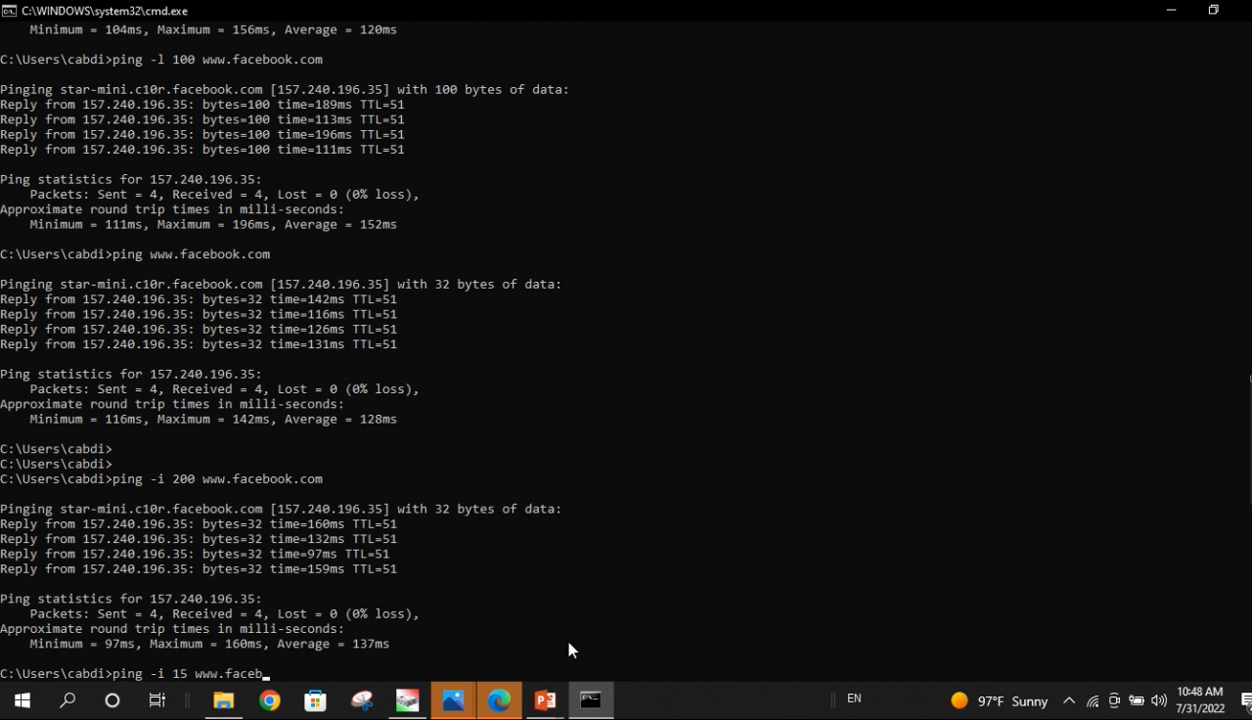 C:\WINDOWS\system32\cmd.exe
Minimum = 104ms, Maximum = 156ms, Average = 120ms
C:\Users\cabdi>ping -l 100 www.facebook.com
Pinging star-mini.c10r.facebook.com [157.240.196.35] with 100 bytes of data:
Reply from 157.240.196.35: bytes=100 time=189ms TTL=51
Reply from 157.240.196.35: bytes=100 time=113ms TTL=51
Reply from 157.240.196.35: bytes=100 time=196ms TTL=51
Reply from 157.240.196.35: bytes=100 time=111ms TTL=51
Ping statistics for 157.240.196.35:
Packets: Sent = 4, Received = 4, Lost = 0 (0% loss),
Approximate round trip times in milli-seconds:
Minimum = 111ms, Maximum = 196ms, Average = 152ms
C:\Users\cabdi>ping www.facebook.com
Pinging star-mini.c10r.facebook.com [157.240.196.35] with 32 bytes of data:
Reply from 157.240.196.35: bytes=32 time=142ms TTL=51
Reply from 157.240.196.35: bytes=32 time=116ms TTL=51
Reply from 157.240.196.35: bytes=32 time=126ms TTL=51
Reply from 157.240.196.35: bytes=32 time=131ms TTL=51
Ping statistics for 157.240.196.35:
Packets: Sent = 4, Received = 4, Lost = 0 (0% loss),
Approximate round trip times in milli-seconds:
Minimum = 116ms, Maximum = 142ms, Average = 128ms
C:\Users\cabdi>
C:\Users\cabdi>
C:\Users\cabdi>ping -i 200 www.facebook.com
Pinging star-mini.c10r.facebook.com [157.240.196.35] with 32 bytes of data:
Reply from 157.240.196.35: bytes=32 time=160ms TTL=51
Reply from 157.240.196.35: bytes=32 time=132ms TTL=51
Reply from 157.240.196.35: bytes=32 time=97ms TTL=51
Reply from 157.240.196.35: bytes=32 time=159ms TTL=51
Ping statistics for 157.240.196.35:
Packets: Sent = 4, Received = 4, Lost = 0 (0% loss),
Approximate round trip times in milli-seconds:
Minimum = 97ms, Maximum = 160ms, Average = 137ms
C:\Users\cabdi>ping -i 15 www.faceb
EN
97°F Sunny
10:48 AM
7/31/2022